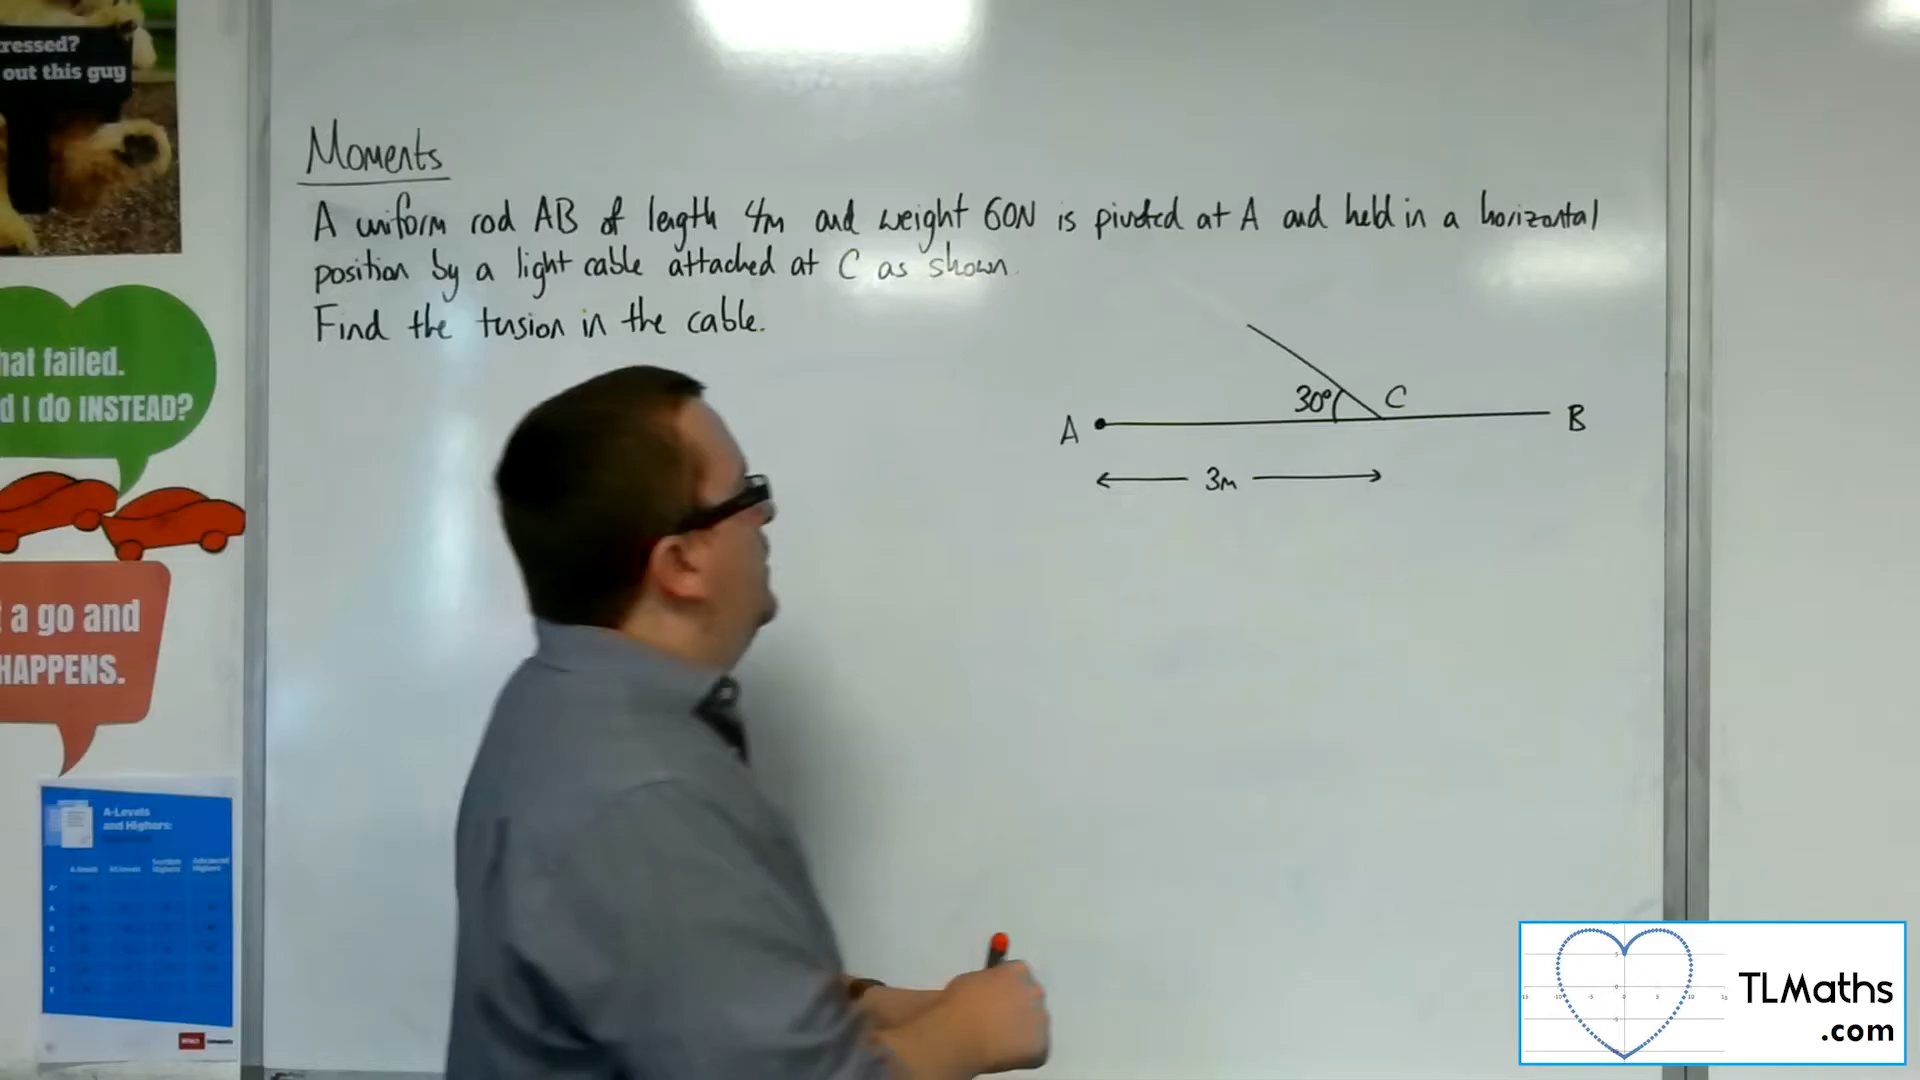 ressed?
out this guy
hat failed.
d I do INSTEAD?
a go and
HAPPENS.
A-Levels
and Highers:
Moments
A uniform rod AB of length 4m and weight 60N is pivoted at A and held in a horizontal
position by a light cable attached at C as shown.
Find the tension in the cable.
30°
C
A
B
3m
TLMaths
.com